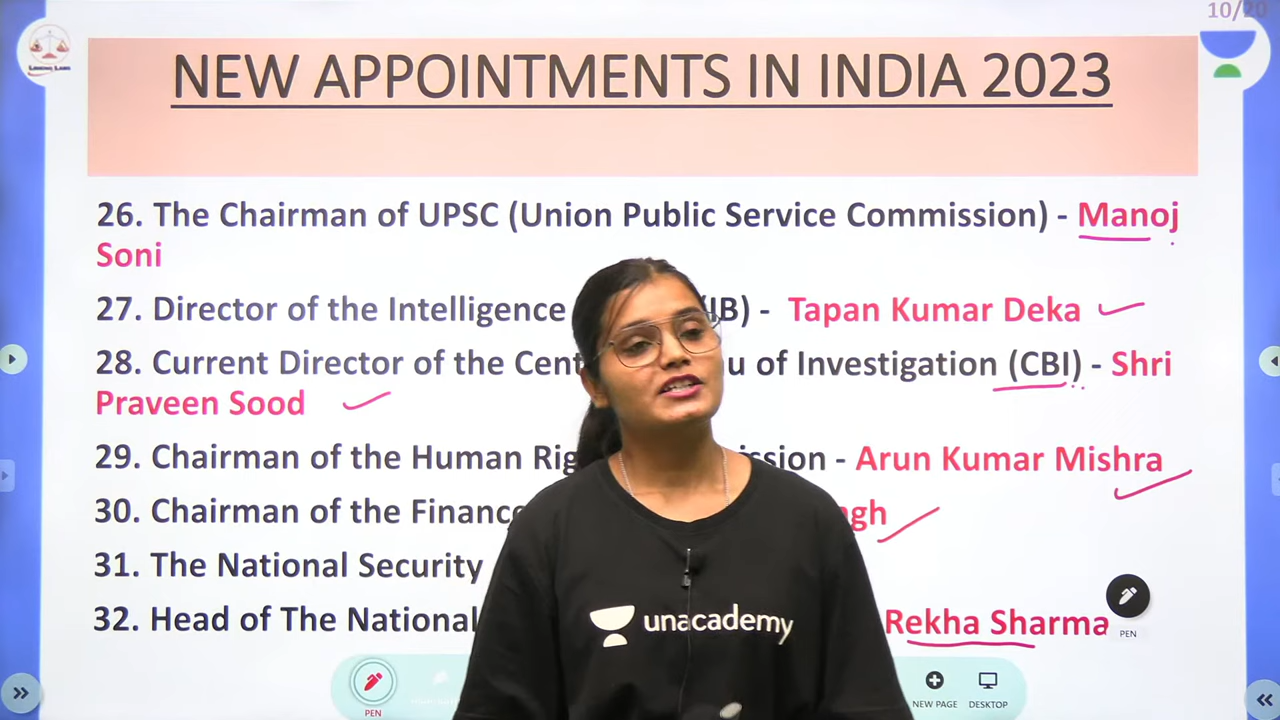 10/20
NEW APPOINTMENTS IN INDIA 2023
26. The Chairman of UPSC (Union Public Service Commission) - Manoj
Soni
27. Director of the Intelligence (IB) - Tapan Kumar Deka
28. Current Director of the Cent u of Investigation (CBI) - Shri
Praveen Sood
29. Chairman of the Human Rig ission - Arun Kumar Mishra
30. Chairman of the Financ ngh
31. The National Security
32. Head of The National Rekha Sharma
unacademy
PEN
PEN
NEW PAGE
DESKTOP